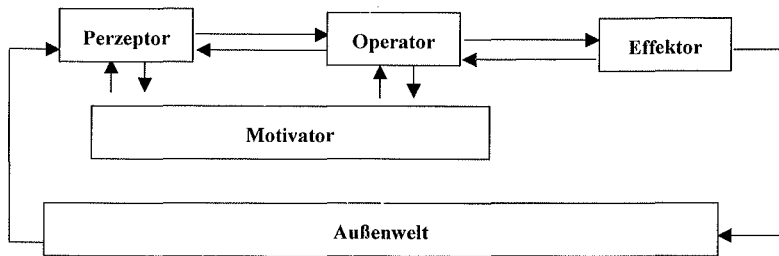 Perzeptor
Operator
Effektor
Motivator
Außenwelt